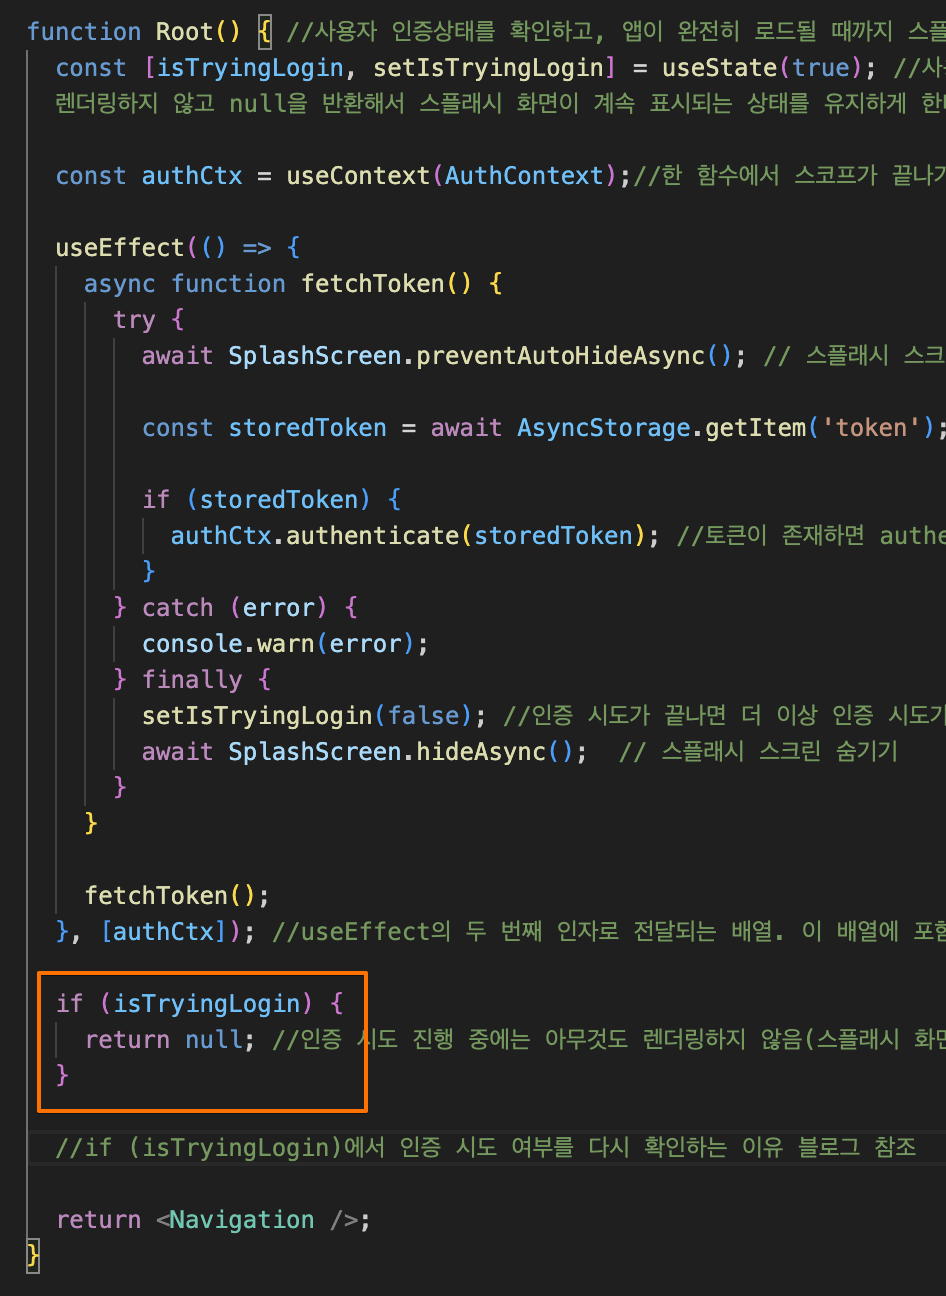 function Root() { //사용자 인증상태를 확인하고, 앱이 완전히 로드될 때까지 스플
const [isTryingLogin, setIsTryingLogin] = useState(true); //사
렌더링하지 않고 null을 반환해서 스플래시 화면이 계속 표시되는 상태를 유지하게
const authCtx = useContext(AuthContext);//한 함수에서 스코프가 끝나
useEffect(() => {
async function fetchToken() {
try {
await SplashScreen.preventAutoHideAsync(); // 스플래시 스크
const storedToken = await AsyncStorage.getItem('token');
if (storedToken) {
authCtx.authenticate(storedToken); //토큰이 존재하면 authe
}
} catch (error) {
console.warn(error);
} finally {
setIsTryingLogin(false); //인증 시도가 끝나면 더 이상 인증 시도가
await SplashScreen.hideAsync();  // 스플래시 스크린 숨기기
}
}
fetchToken();
}, [authCtx]); //useEffect의 두 번째 인자로 전달되는 배열. 이 배열에 포함
if (isTryingLogin) {
return null; //인증 시도 진행 중에는 아무것도 렌더링하지 않음(스플래시 화면
}
//if (isTryingLogin)에서 인증 시도 여부를 다시 확인하는 이유 블로그 참조
return <Navigation />;
}